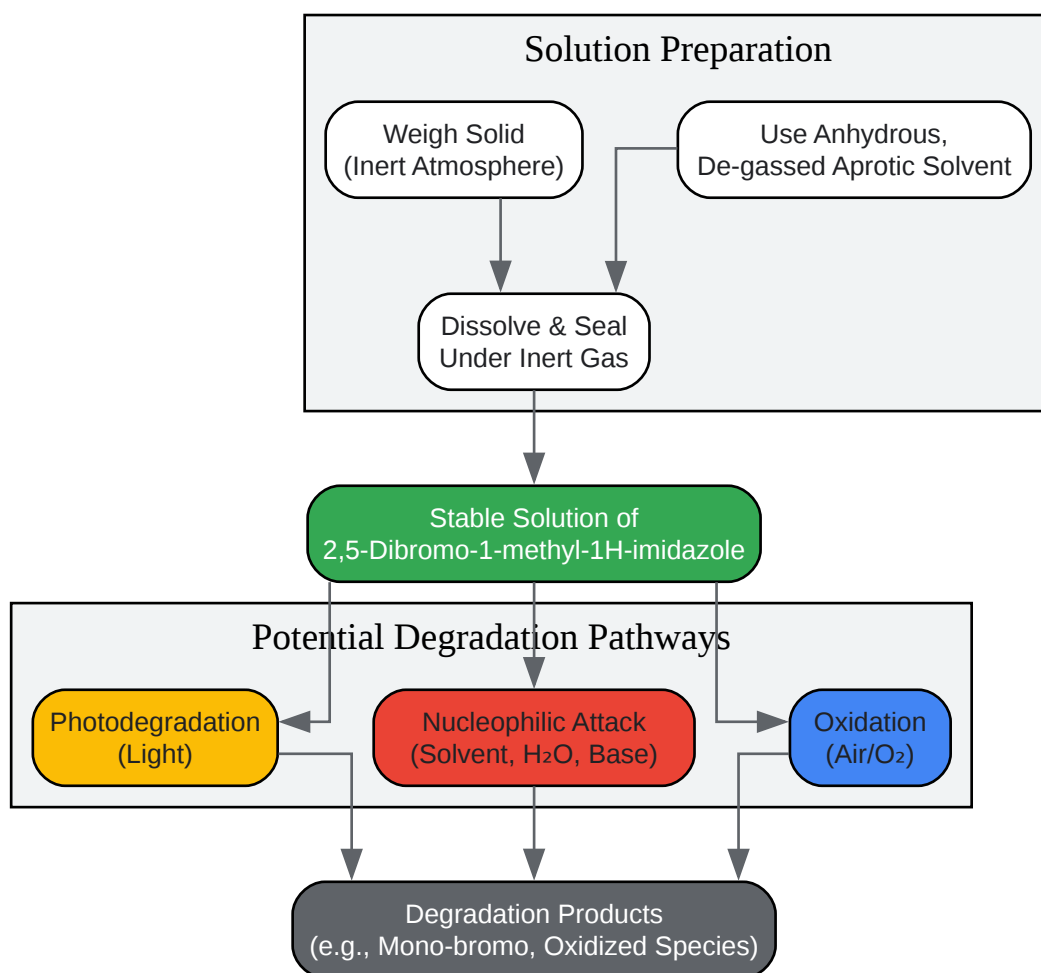 Solution Preparation
Weigh Solid
(Inert Atmosphere)
Use Anhydrous,
De-gassed Aprotic Solvent
Dissolve & Seal
Under Inert Gas
Stable Solution of
2,5-Dibromo-1-methyl-1H-imidazole
Potential Degradation Pathways
Photodegradation
(Light)
Nucleophilic Attack
(Solvent, H₂O, Base)
Oxidation
(Air/O₂)
Degradation Products
(e.g., Mono-bromo, Oxidized Species)